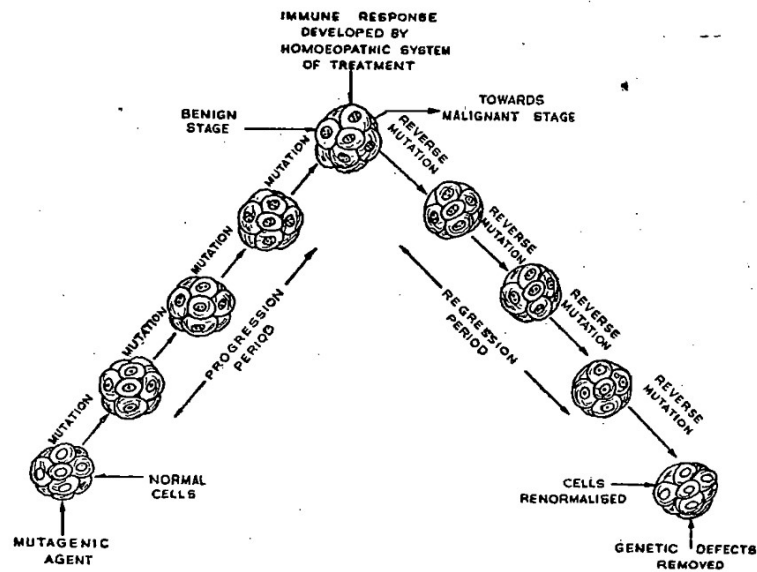 IMMUNE RESPONSE
DEVELOPED BY
HOMOEOPATHIC SYSTEM
OF TREATMENT
BENIGN
STAGE
TOWARDS
MALIGNANT STAGE
MUTATION
MUTATION
MUTATION
MUTATION
REVERSE
MUTATION
REVERSE
MUTATION
REVERSE
MUTATION
REVERSE
MUTATION
PROGRESSION
PERIOD
REGRESSION
PERIOD
NORMAL
CELLS
MUTAGENIC
AGENT
CELLS
RENORMALISED
GENETIC DEFECTS
REMOVED